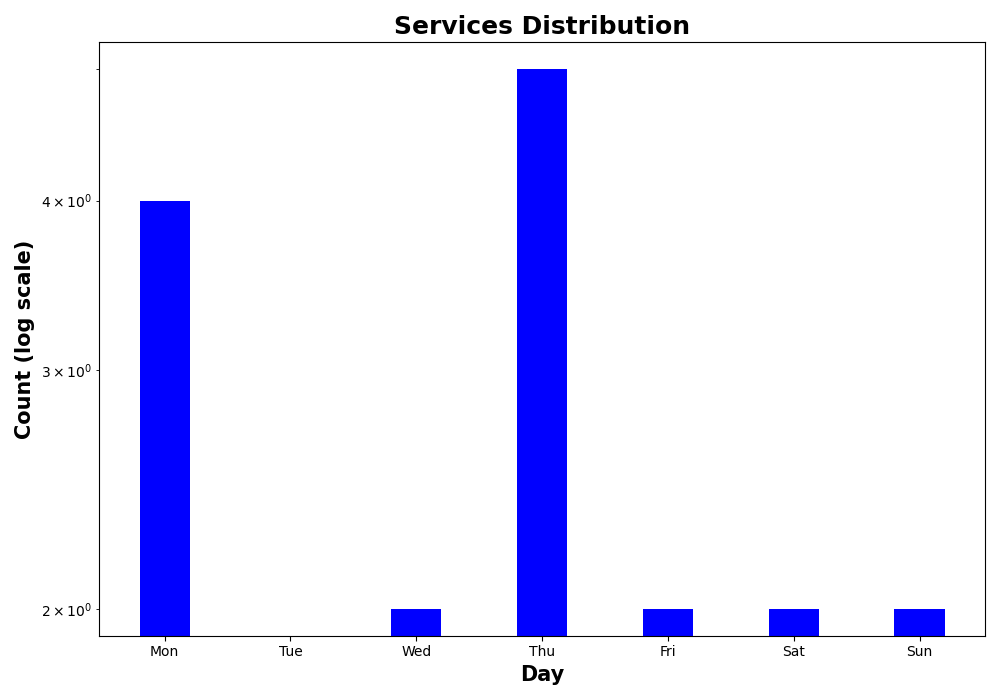 Services Distribution
Count (log scale)
4 × 10⁰
3 × 10⁰
2 × 10⁰
Mon Tue Wed Thu Fri Sat Sun
Day